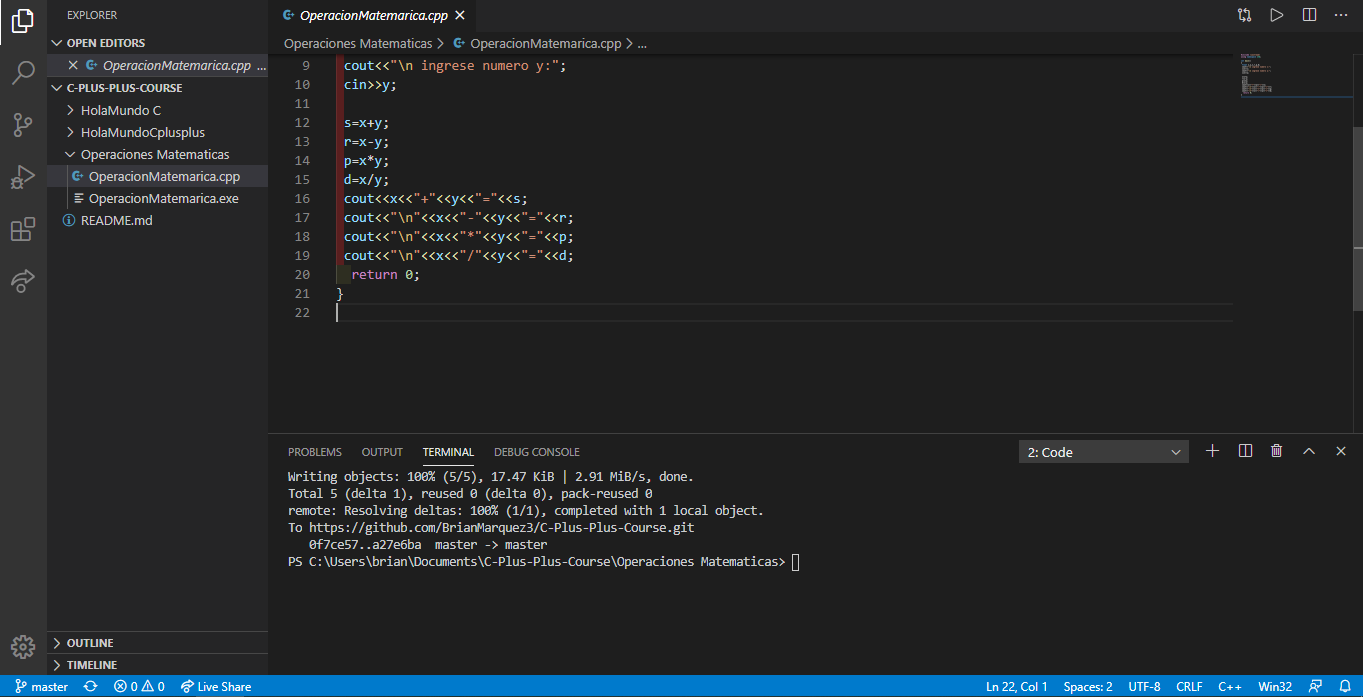 EXPLORER
OPEN EDITORS
OperacionMatemarica.cpp ...
C-PLUS-PLUS-COURSE
HolaMundo C
HolaMundoCplusplus
Operaciones Matematicas
OperacionMatemarica.cpp
OperacionMatemarica.exe
README.md
OUTLINE
TIMELINE
OperacionMatemarica.cpp
Operaciones Matematicas > OperacionMatemarica.cpp > ...
9 cout<<"\n ingrese numero y:";
10 cin>>y;
11
12 s=x+y;
13 r=x-y;
14 p=x*y;
15 d=x/y;
16 cout<<x<<"+"<<y<<"="<<s;
17 cout<<"\n"<<x<<"-"<<y<<"="<<r;
18 cout<<"\n"<<x<<"*"<<y<<"="<<p;
19 cout<<"\n"<<x<<"/"<<y<<"="<<d;
20 return 0;
21 }
22
PROBLEMS OUTPUT TERMINAL DEBUG CONSOLE 2: Code
Writing objects: 100% (5/5), 17.47 KiB | 2.91 MiB/s, done.
Total 5 (delta 1), reused 0 (delta 0), pack-reused 0
remote: Resolving deltas: 100% (1/1), completed with 1 local object.
To https://github.com/BrianMarquez3/C-Plus-Plus-Course.git
0f7ce57..a27e6ba master -> master
PS C:\Users\brian\Documents\C-Plus-Plus-Course\Operaciones Matematicas>
master 0 0 Live Share Ln 22, Col 1 Spaces: 2 UTF-8 CRLF C++ Win32